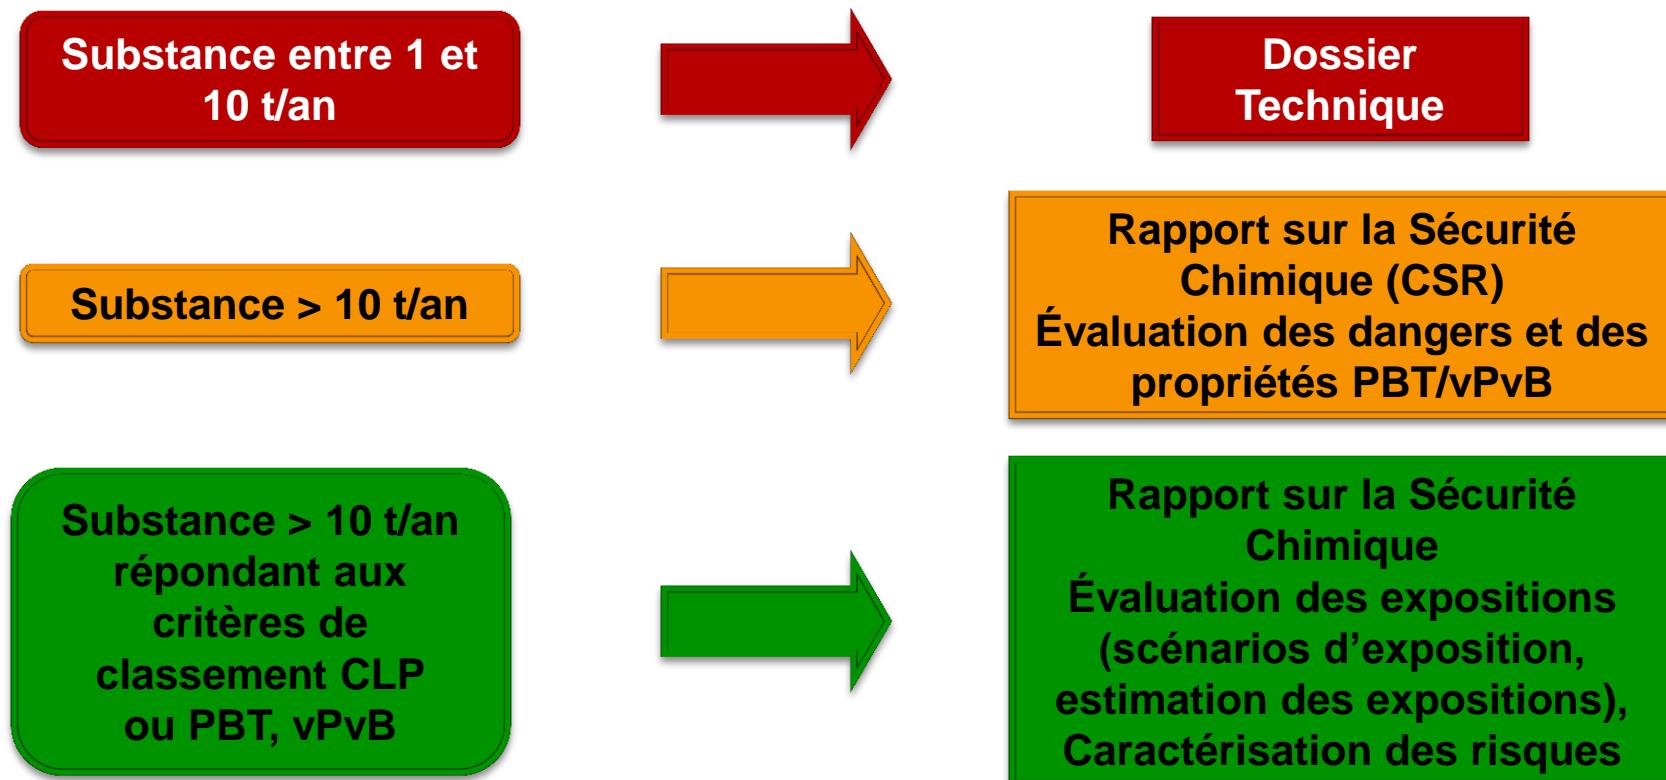 Substance entre 1 et
10 t/an
Dossier
Technique
Substance > 10 t/an
Rapport sur la Sécurité
Chimique (CSR)
Évaluation des dangers et des
propriétés PBT/vPvB
Substance > 10 t/an
répondant aux
critères de
classement CLP
ou PBT, vPvB
Rapport sur la Sécurité
Chimique
Évaluation des expositions
(scénarios d’exposition,
estimation des expositions),
Caractérisation des risques